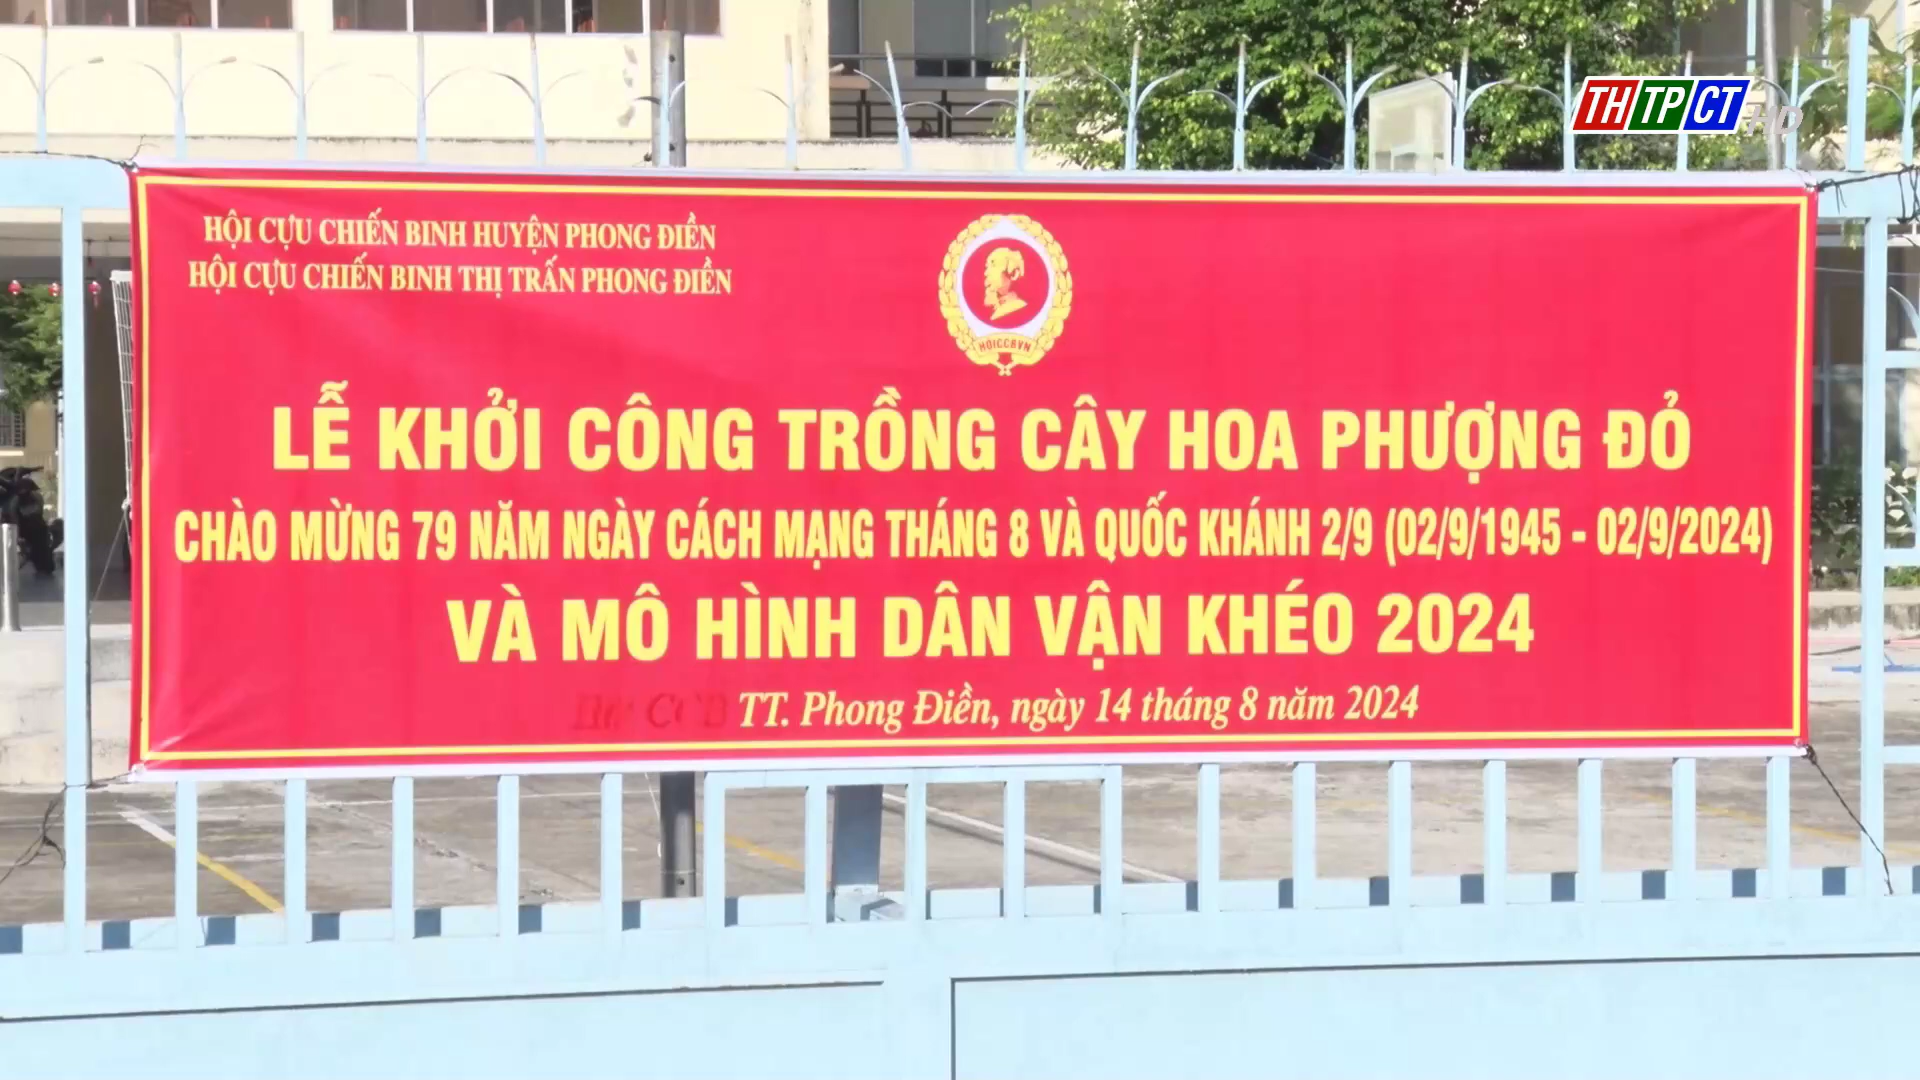 THTPCT HD
HỘI CỰU CHIẾN BINH HUYỆN PHONG ĐIỀN
HỘI CỰU CHIẾN BINH THỊ TRẤN PHONG ĐIỀN
HỘICCBVN
LỄ KHỞI CÔNG TRỒNG CÂY HOA PHƯỢNG ĐỎ
CHÀO MỪNG 79 NĂM NGÀY CÁCH MẠNG THÁNG 8 VÀ QUỐC KHÁNH 2/9 (02/9/1945 - 02/9/2024)
VÀ MÔ HÌNH DÂN VẬN KHÉO 2024
TT. Phong Điền, ngày 14 tháng 8 năm 2024